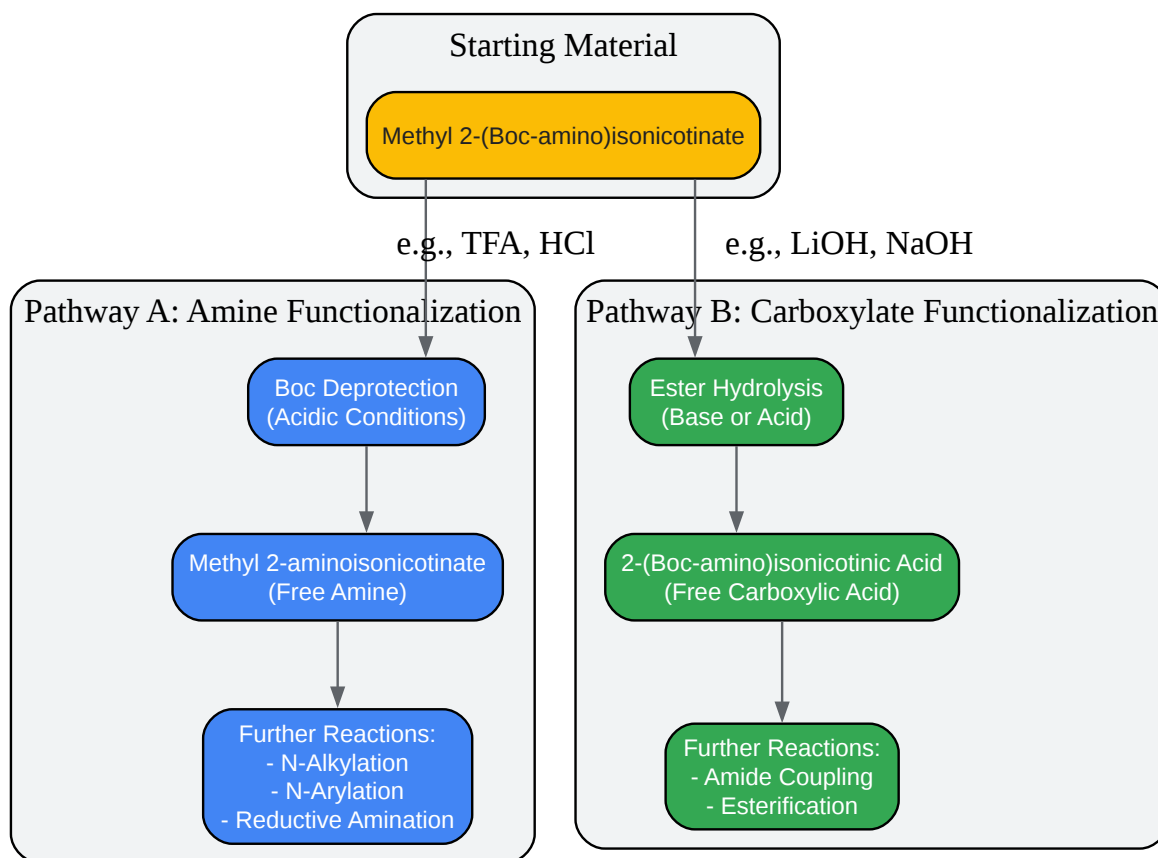 Starting Material
Methyl 2-(Boc-amino)isonicotinate
e.g., TFA, HCl
e.g., LiOH, NaOH
Pathway A: Amine Functionalization
Boc Deprotection
(Acidic Conditions)
Methyl 2-aminoisonicotinate
(Free Amine)
Further Reactions:
- N-Alkylation
- N-Arylation
- Reductive Amination
Pathway B: Carboxylate Functionalization
Ester Hydrolysis
(Base or Acid)
2-(Boc-amino)isonicotinic Acid
(Free Carboxylic Acid)
Further Reactions:
- Amide Coupling
- Esterification